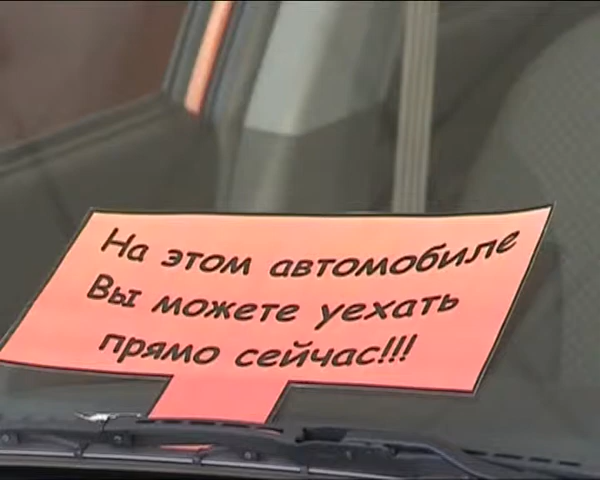 На этом автомобиле
Вы можете уехать
прямо сейчас!!!